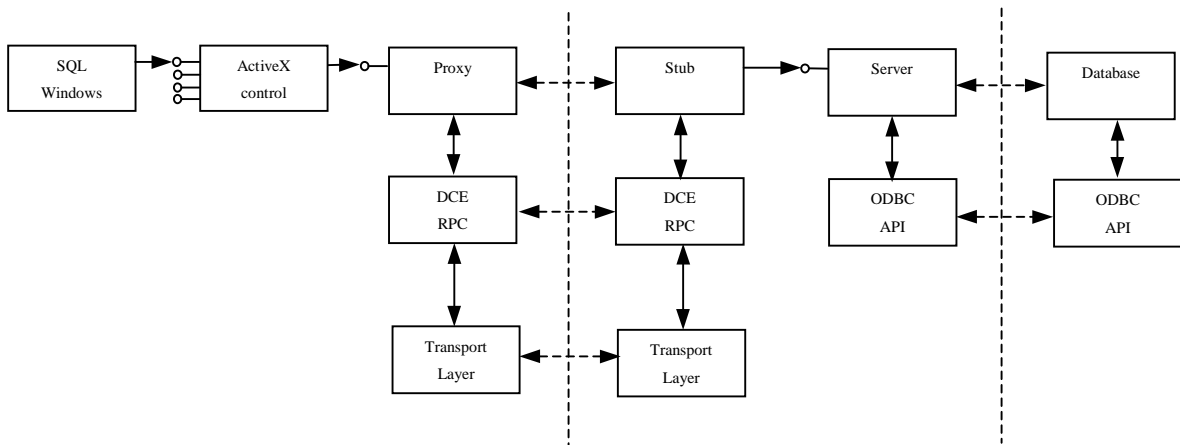 SQL
Windows
ActiveX
control
Proxy
Stub
Server
Database
DCE
RPC
DCE
RPC
ODBC
API
ODBC
API
Transport
Layer
Transport
Layer